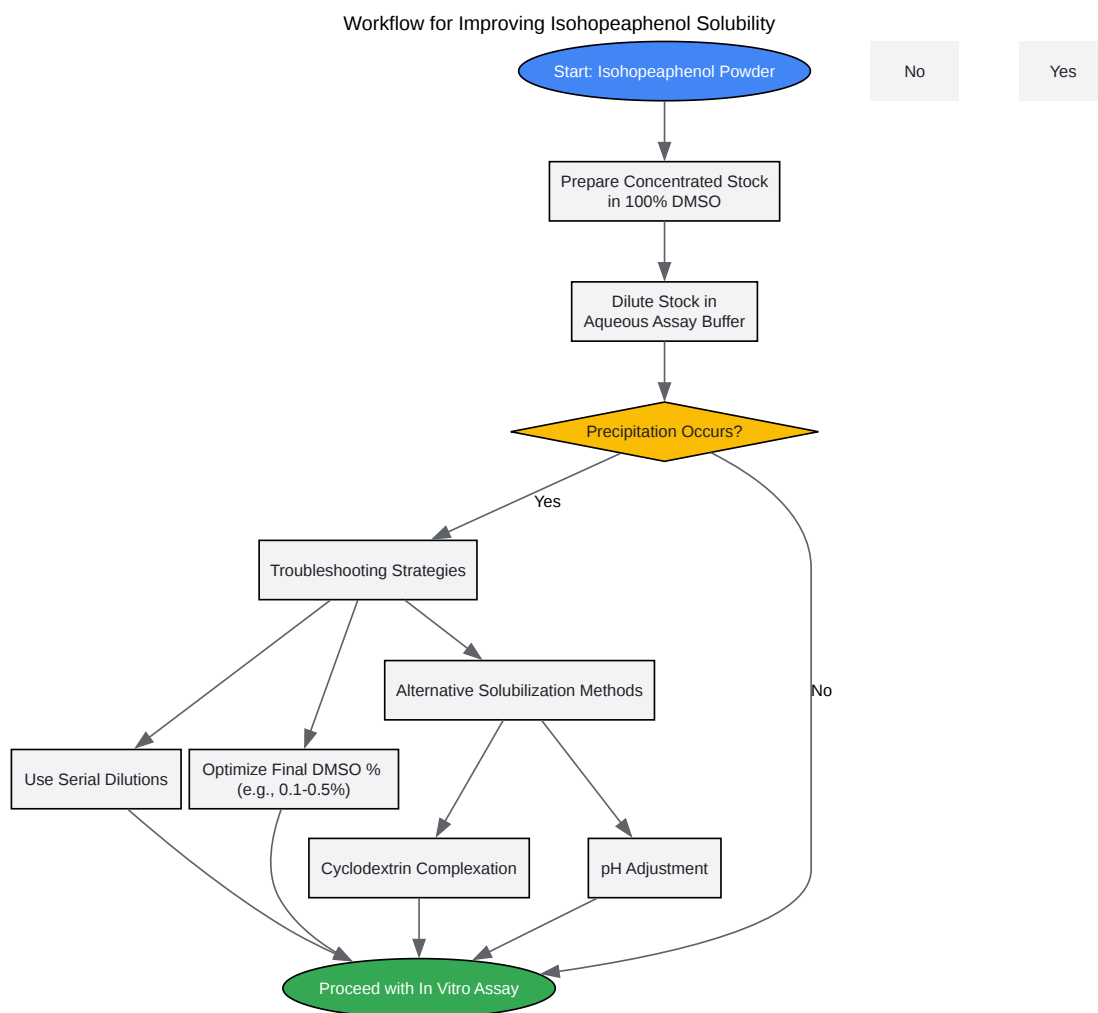 Workflow for Improving Isohopeaphenol Solubility
Start: Isohopeaphenol Powder
No
Yes
Prepare Concentrated Stock
in 100% DMSO
Dilute Stock in
Aqueous Assay Buffer
Precipitation Occurs?
Yes
Troubleshooting Strategies
Alternative Solubilization Methods
No
Use Serial Dilutions
Optimize Final DMSO %
(e.g., 0.1-0.5%)
Cyclodextrin Complexation
pH Adjustment
Proceed with In Vitro Assay